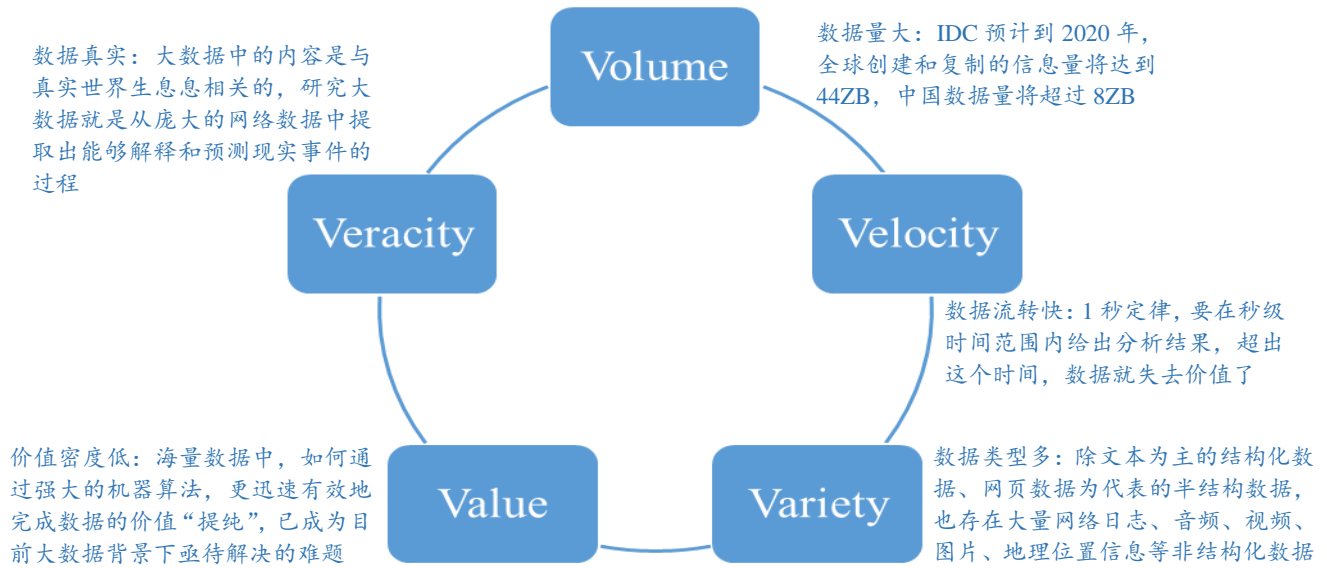 Volume
数据量大：IDC 预计到 2020 年，
全球创建和复制的信息量将达到
44ZB，中国数据量将超过 8ZB
Velocity
数据流转快：1 秒定律，要在秒级
时间范围内给出分析结果，超出
这个时间，数据就失去价值了
Variety
数据类型多：除文本为主的结构化数
据、网页数据为代表的半结构数据，
也存在大量网络日志、音频、视频、
图片、地理位置信息等非结构化数据
Value
价值密度低：海量数据中，如何通
过强大的机器算法，更迅速有效地
完成数据的价值“提纯”，已成为目
前大数据背景下亟待解决的难题
Veracity
数据真实：大数据中的内容是与
真实世界生息息相关的，研究大
数据就是从庞大的网络数据中提
取出能够解释和预测现实事件的
过程